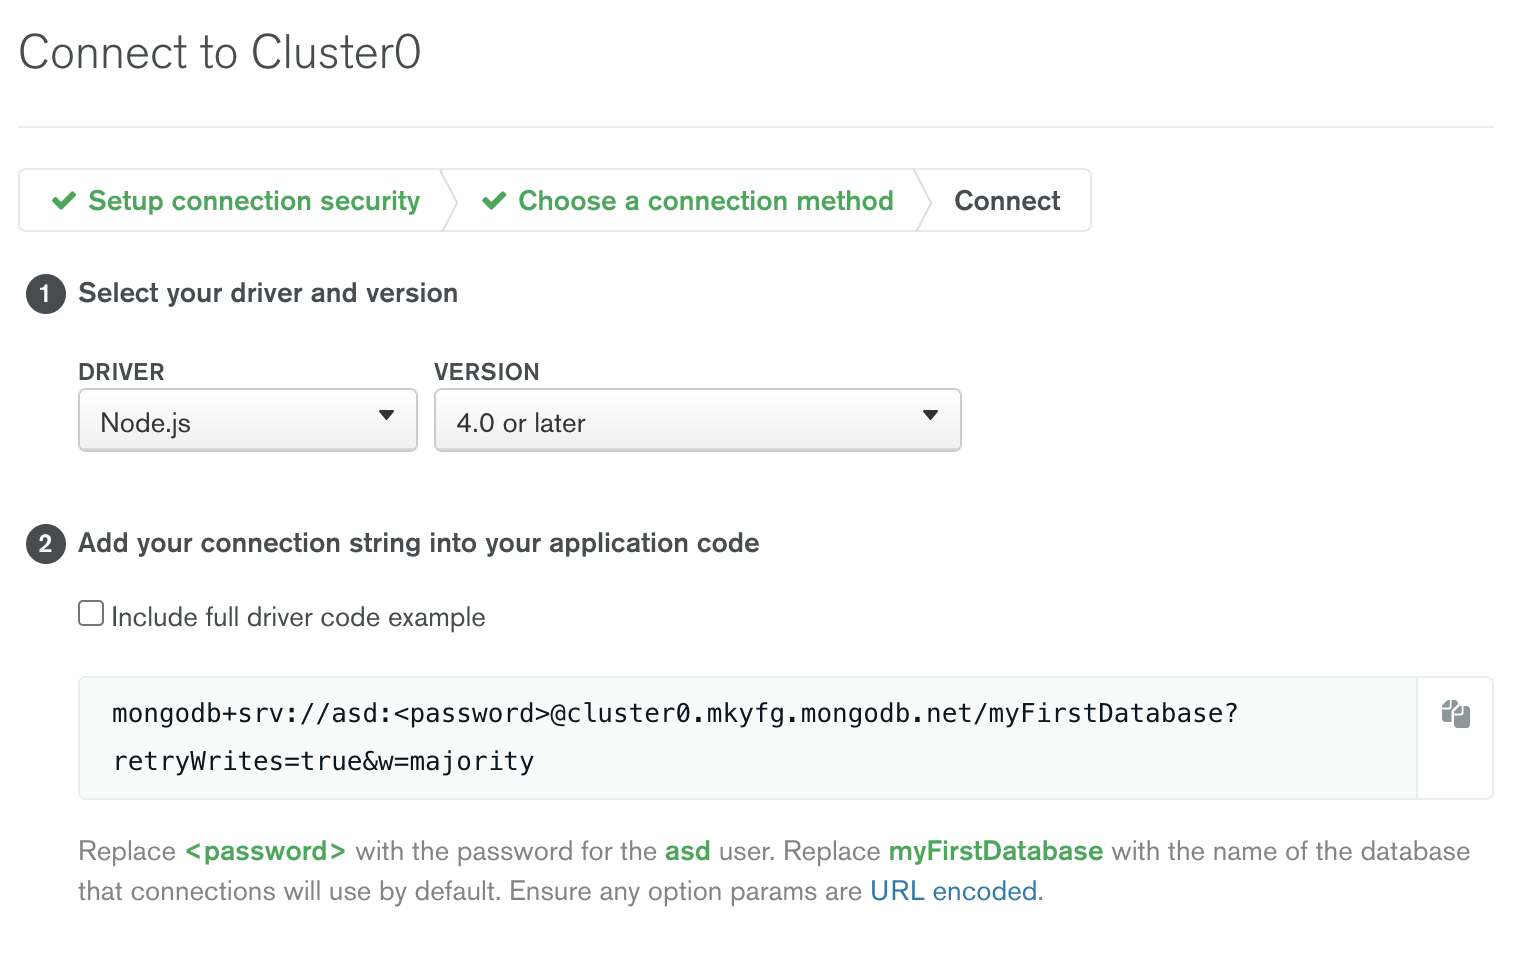 Connect to Cluster0
Setup connection security
Choose a connection method
Connect
1 Select your driver and version
DRIVER
VERSION
Node.js
4.0 or later
2 Add your connection string into your application code
Include full driver code example
mongodb+srv://asd:<password>@cluster0.mkyfg.mongodb.net/myFirstDatabase?
retryWrites=true&w=majority
Replace <password> with the password for the asd user. Replace myFirstDatabase with the name of the database
that connections will use by default. Ensure any option params are URL encoded.